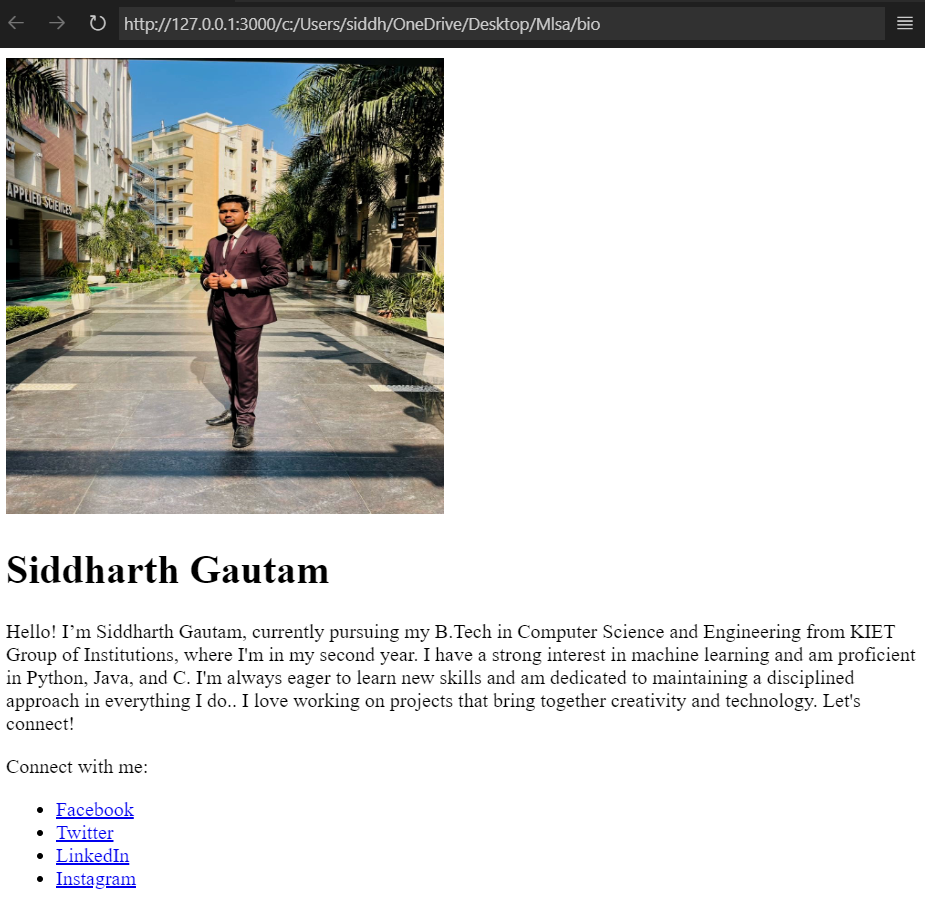 http://127.0.0.1:3000/c:/Users/siddh/OneDrive/Desktop/Mlsa/bio
APPLIED SCIENCES
Siddharth Gautam
Hello! I’m Siddharth Gautam, currently pursuing my B.Tech in Computer Science and Engineering from KIET
Group of Institutions, where I'm in my second year. I have a strong interest in machine learning and am proficient
in Python, Java, and C. I'm always eager to learn new skills and am dedicated to maintaining a disciplined
approach in everything I do.. I love working on projects that bring together creativity and technology. Let's
connect!
Connect with me:
Facebook
Twitter
LinkedIn
Instagram